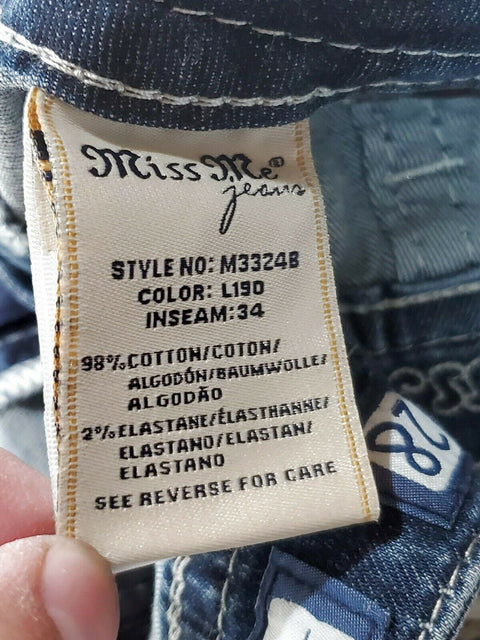 Miss Me®
jeans
STYLE NO: M3324B
COLOR: L19D
INSEAM:34
98%COTTON/COTON/
ALGODÓN/BAUMWOLLE/
ALGODÃO
2%ELASTANE/ÉLASTHANNE/
ELASTANO/ELASTAN/
ELASTANO
SEE REVERSE FOR CARE
28